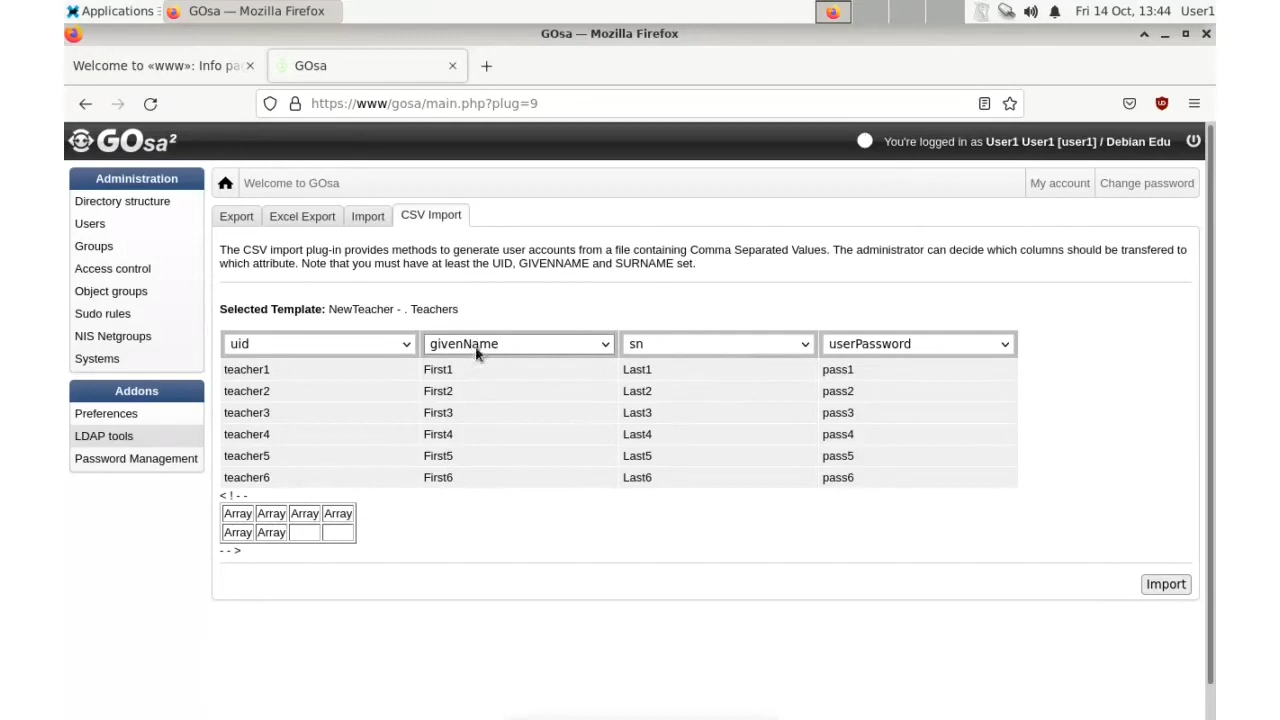 Applications GOsa — Mozilla Firefox Fri 14 Oct, 13:44 User1
GOsa — Mozilla Firefox
Welcome to «www»: Info pa GOsa
https://www/gosa/main.php?plug=9
GOsa² You're logged in as User1 User1 [user1] / Debian Edu
Administration
Directory structure
Users
Groups
Access control
Object groups
Sudo rules
NIS Netgroups
Systems
Addons
Preferences
LDAP tools
Password Management
Welcome to GOsa My account Change password
Export Excel Export Import CSV Import
The CSV import plug-in provides methods to generate user accounts from a file containing Comma Separated Values. The administrator can decide which columns should be transfered to
which attribute. Note that you must have at least the UID, GIVENNAME and SURNAME set.
Selected Template: NewTeacher - . Teachers
uid givenName sn userPassword
teacher1 First1 Last1 pass1
teacher2 First2 Last2 pass2
teacher3 First3 Last3 pass3
teacher4 First4 Last4 pass4
teacher5 First5 Last5 pass5
teacher6 First6 Last6 pass6
< ! - -
Array Array Array Array
Array Array
- - >
Import